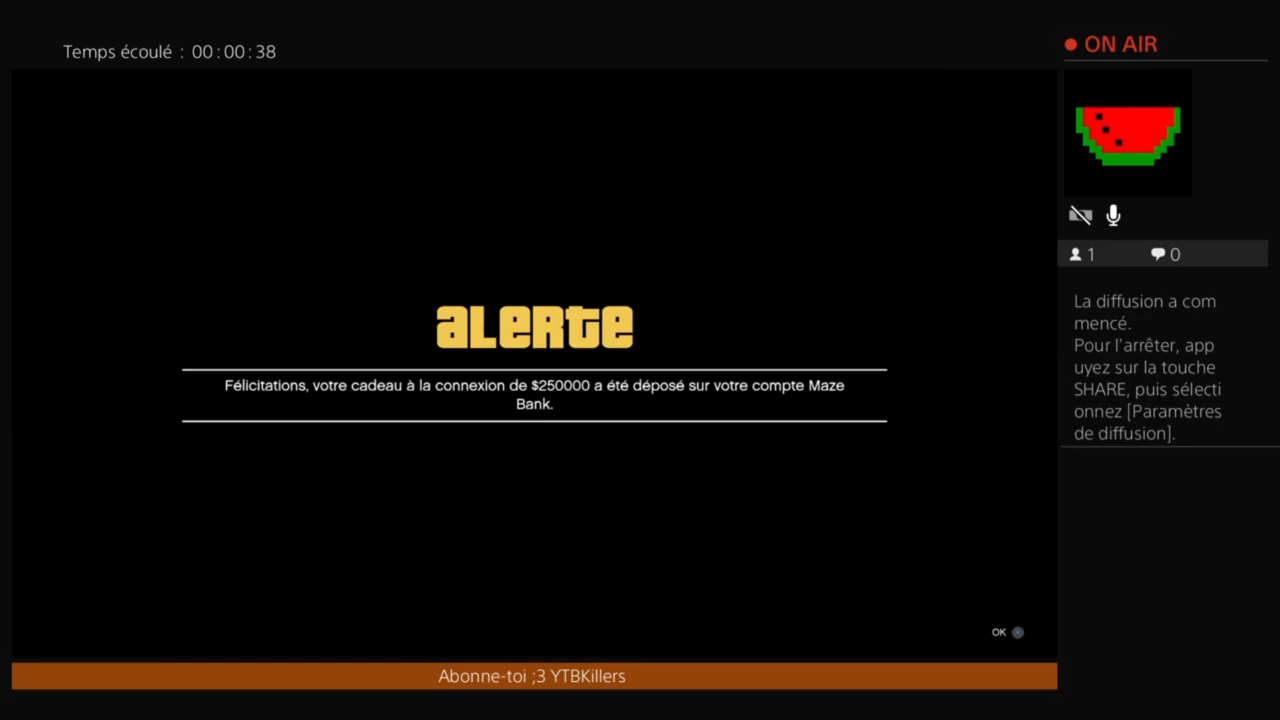 Temps écoulé : 00:00:38
ON AIR
1 0
La diffusion a com
mencé.
Pour l'arrêter, app
uyez sur la touche
SHARE, puis sélecti
onnez [Paramètres
de diffusion].
aLerte
Félicitations, votre cadeau à la connexion de $250000 a été déposé sur votre compte Maze
Bank.
OK
Abonne-toi ;3 YTBKillers